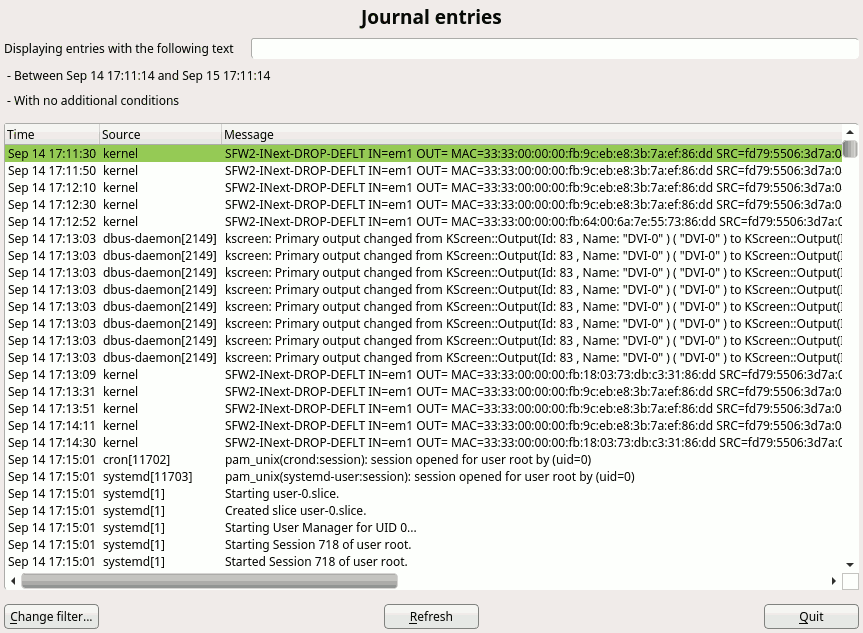 Journal entries
Displaying entries with the following text
- Between Sep 14 17:11:14 and Sep 15 17:11:14
- With no additional conditions
Time Source Message
Sep 14 17:11:30 kernel SFW2-INext-DROP-DEFLT IN=em1 OUT= MAC=33:33:00:00:00:fb:9c:eb:e8:3b:7a:ef:86:dd SRC=fd79:5506:3d7a:0
Sep 14 17:11:50 kernel SFW2-INext-DROP-DEFLT IN=em1 OUT= MAC=33:33:00:00:00:fb:9c:eb:e8:3b:7a:ef:86:dd SRC=fd79:5506:3d7a:0
Sep 14 17:12:10 kernel SFW2-INext-DROP-DEFLT IN=em1 OUT= MAC=33:33:00:00:00:fb:9c:eb:e8:3b:7a:ef:86:dd SRC=fd79:5506:3d7a:0
Sep 14 17:12:30 kernel SFW2-INext-DROP-DEFLT IN=em1 OUT= MAC=33:33:00:00:00:fb:9c:eb:e8:3b:7a:ef:86:dd SRC=fd79:5506:3d7a:0
Sep 14 17:12:52 kernel SFW2-INext-DROP-DEFLT IN=em1 OUT= MAC=33:33:00:00:00:fb:64:00:6a:7e:55:73:86:dd SRC=fd79:5506:3d7a:0
Sep 14 17:13:03 dbus-daemon[2149] kscreen: Primary output changed from KScreen::Output(Id: 83 , Name: "DVI-0" ) ( "DVI-0" ) to KScreen::Output(I
Sep 14 17:13:03 dbus-daemon[2149] kscreen: Primary output changed from KScreen::Output(Id: 83 , Name: "DVI-0" ) ( "DVI-0" ) to KScreen::Output(I
Sep 14 17:13:03 dbus-daemon[2149] kscreen: Primary output changed from KScreen::Output(Id: 83 , Name: "DVI-0" ) ( "DVI-0" ) to KScreen::Output(I
Sep 14 17:13:03 dbus-daemon[2149] kscreen: Primary output changed from KScreen::Output(Id: 83 , Name: "DVI-0" ) ( "DVI-0" ) to KScreen::Output(I
Sep 14 17:13:03 dbus-daemon[2149] kscreen: Primary output changed from KScreen::Output(Id: 83 , Name: "DVI-0" ) ( "DVI-0" ) to KScreen::Output(I
Sep 14 17:13:03 dbus-daemon[2149] kscreen: Primary output changed from KScreen::Output(Id: 83 , Name: "DVI-0" ) ( "DVI-0" ) to KScreen::Output(I
Sep 14 17:13:03 dbus-daemon[2149] kscreen: Primary output changed from KScreen::Output(Id: 83 , Name: "DVI-0" ) ( "DVI-0" ) to KScreen::Output(I
Sep 14 17:13:03 dbus-daemon[2149] kscreen: Primary output changed from KScreen::Output(Id: 83 , Name: "DVI-0" ) ( "DVI-0" ) to KScreen::Output(I
Sep 14 17:13:09 kernel SFW2-INext-DROP-DEFLT IN=em1 OUT= MAC=33:33:00:00:00:fb:18:03:73:db:c3:31:86:dd SRC=fd79:5506:3d7a:0
Sep 14 17:13:31 kernel SFW2-INext-DROP-DEFLT IN=em1 OUT= MAC=33:33:00:00:00:fb:9c:eb:e8:3b:7a:ef:86:dd SRC=fd79:5506:3d7a:0
Sep 14 17:13:51 kernel SFW2-INext-DROP-DEFLT IN=em1 OUT= MAC=33:33:00:00:00:fb:9c:eb:e8:3b:7a:ef:86:dd SRC=fd79:5506:3d7a:0
Sep 14 17:14:11 kernel SFW2-INext-DROP-DEFLT IN=em1 OUT= MAC=33:33:00:00:00:fb:9c:eb:e8:3b:7a:ef:86:dd SRC=fd79:5506:3d7a:0
Sep 14 17:14:30 kernel SFW2-INext-DROP-DEFLT IN=em1 OUT= MAC=33:33:00:00:00:fb:18:03:73:db:c3:31:86:dd SRC=fd79:5506:3d7a:0
Sep 14 17:15:01 cron[11702] pam_unix(crond:session): session opened for user root by (uid=0)
Sep 14 17:15:01 systemd[11703] pam_unix(systemd-user:session): session opened for user root by (uid=0)
Sep 14 17:15:01 systemd[1] Starting user-0.slice.
Sep 14 17:15:01 systemd[1] Created slice user-0.slice.
Sep 14 17:15:01 systemd[1] Starting User Manager for UID 0...
Sep 14 17:15:01 systemd[1] Starting Session 718 of user root.
Sep 14 17:15:01 systemd[1] Started Session 718 of user root.
Change filter... Refresh Quit